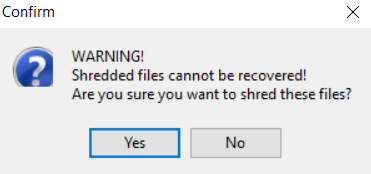 Confirm
WARNING!
Shredded files cannot be recovered!
Are you sure you want to shred these files?
Yes
No